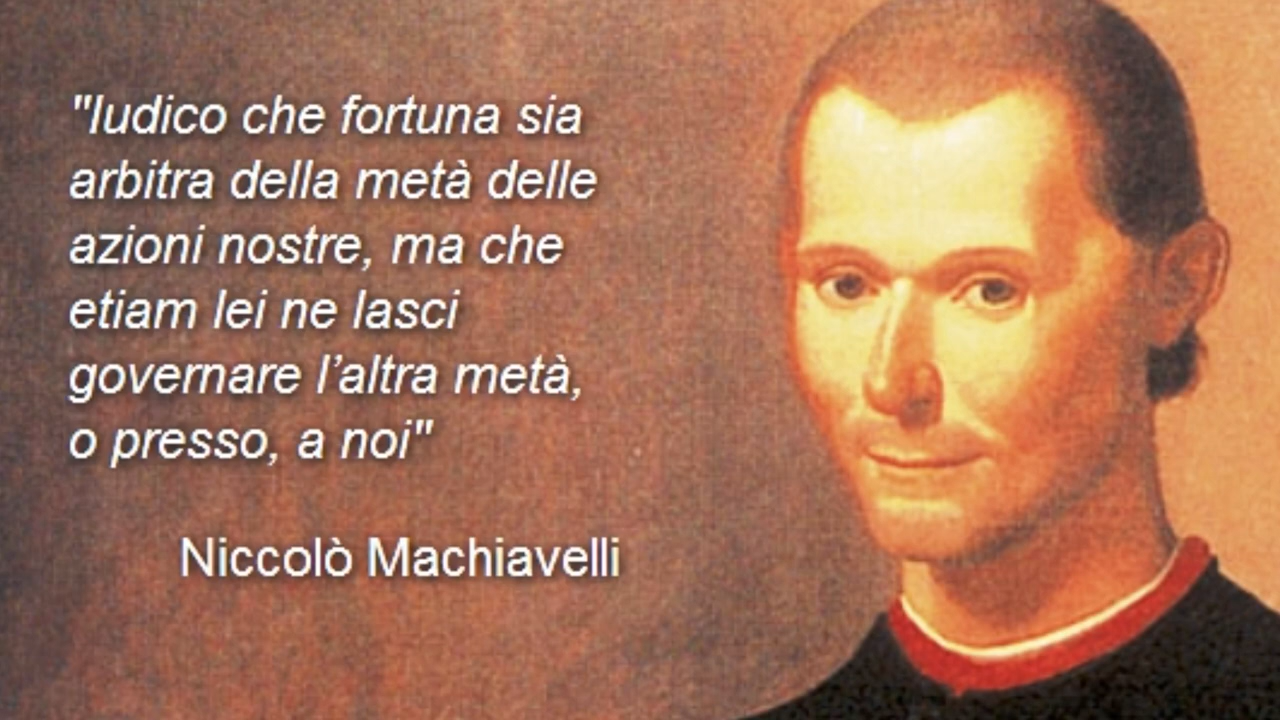 "Iudico che fortuna sia
arbitra della metà delle
azioni nostre, ma che
etiam lei ne lasci
governare l’altra metà,
o presso, a noi"
Niccolò Machiavelli